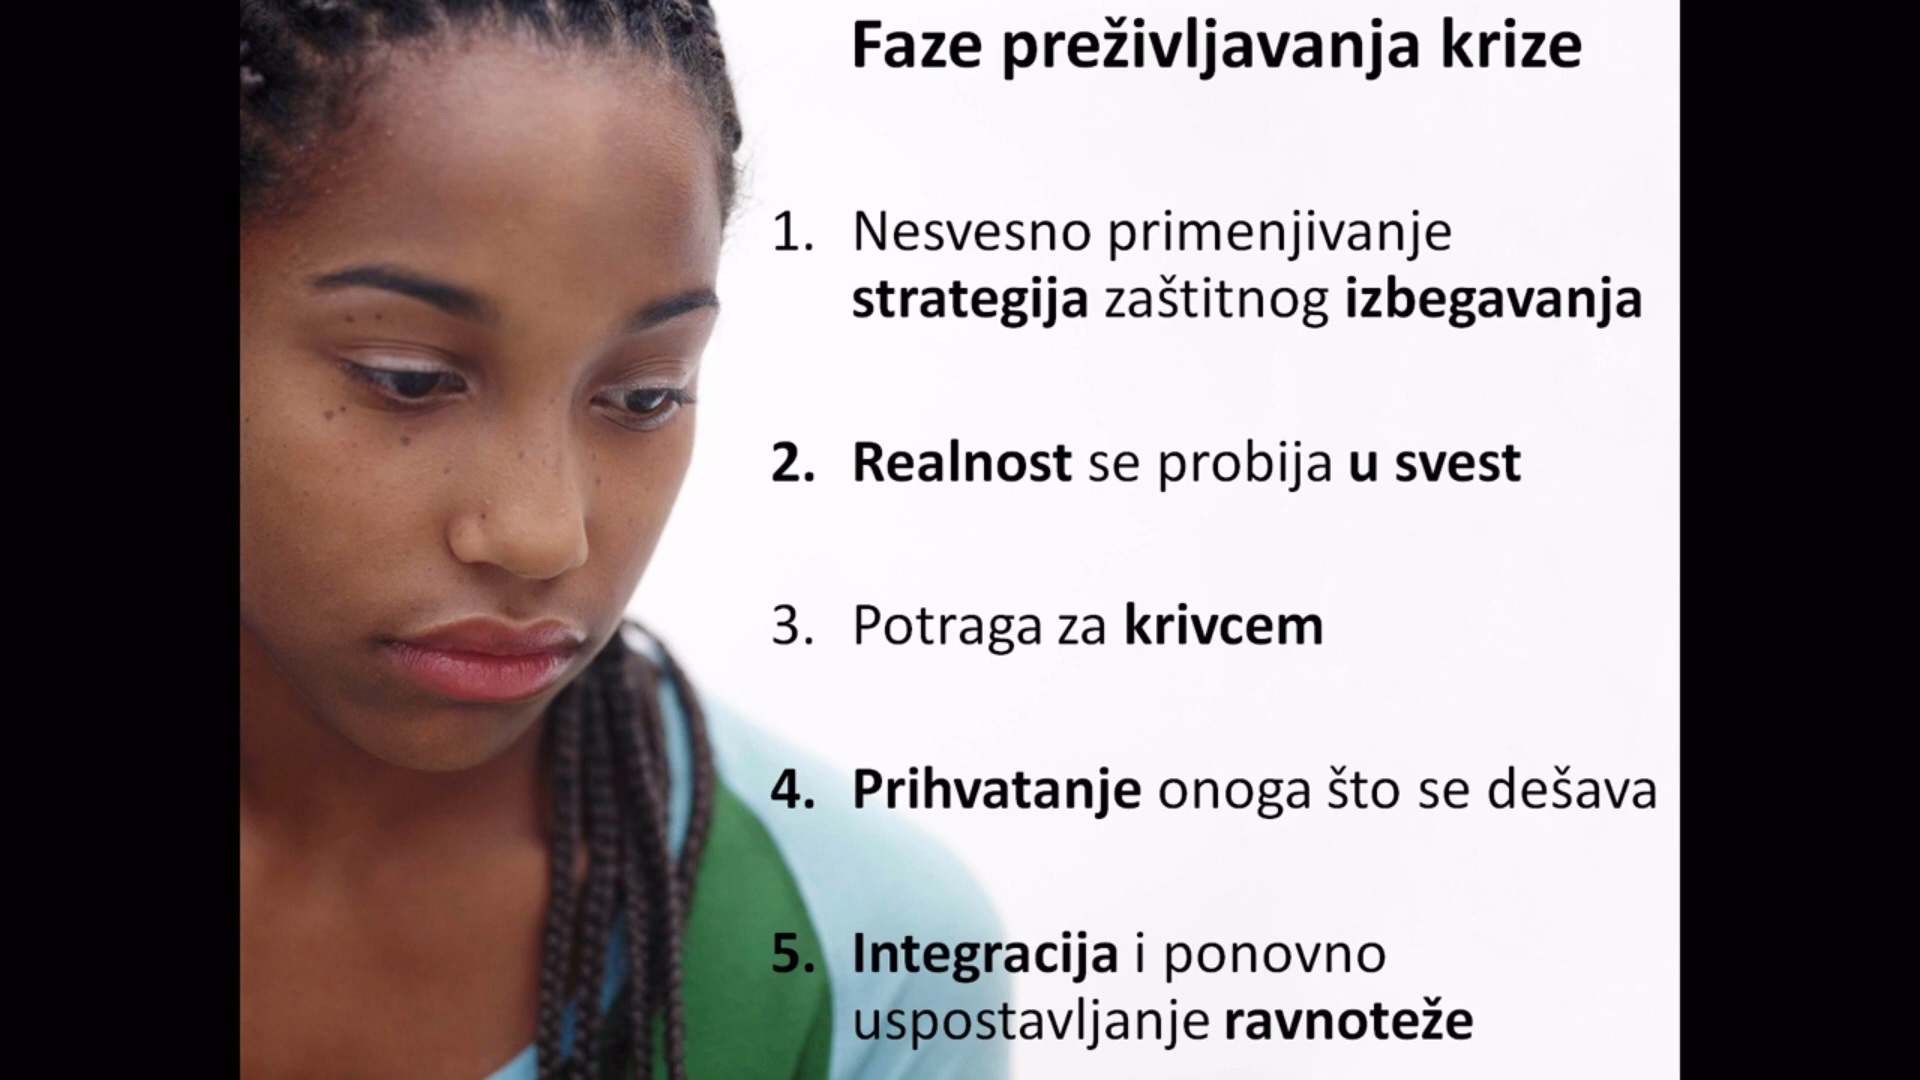 Faze preživljavanja krize
1. Nesvesno primenjivanje
strategija zaštitnog izbegavanja
2. Realnost se probija u svest
3. Potraga za krivcem
4. Prihvatanje onoga što se dešava
5. Integracija i ponovno
uspostavljanje ravnoteže